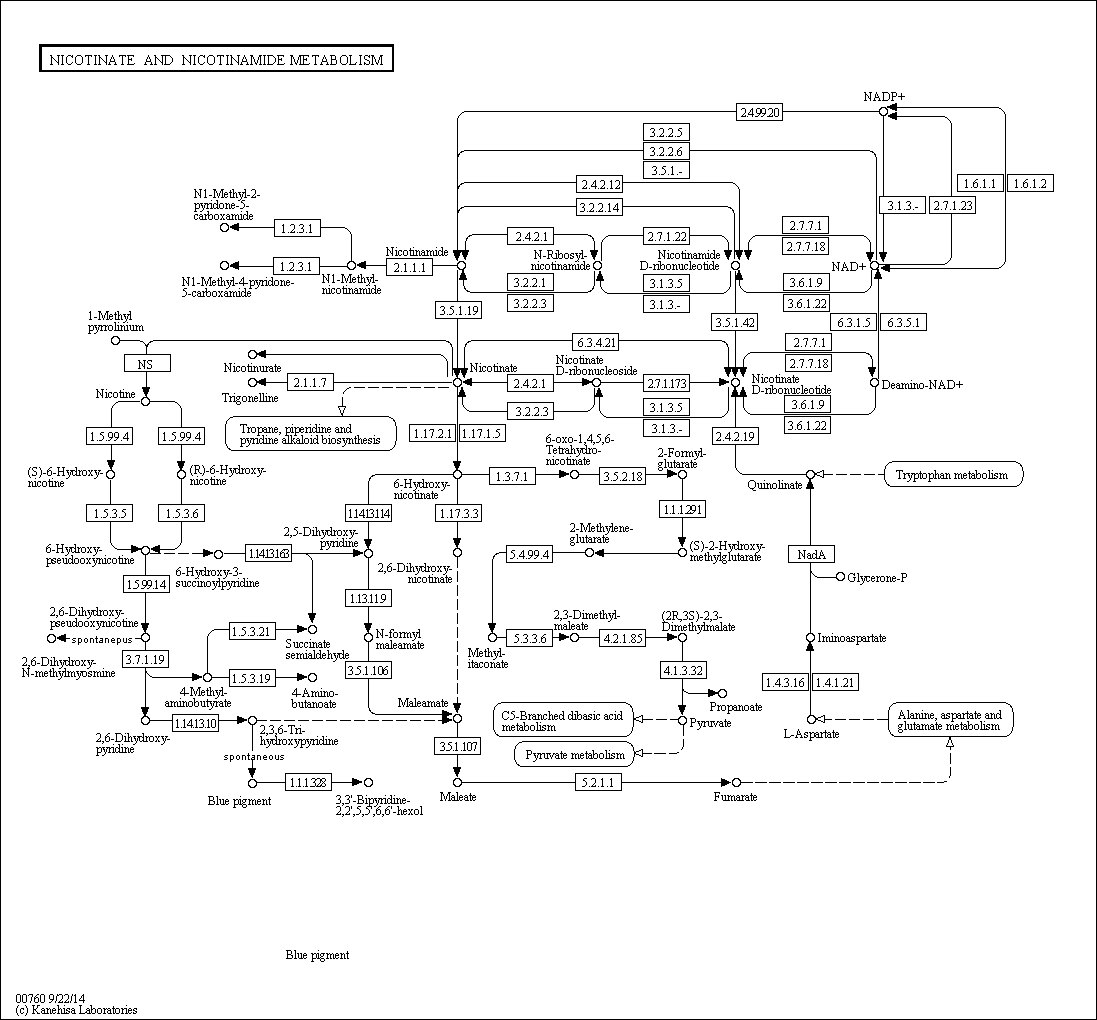 NICOTINATE AND NICOTINAMIDE METABOLISM
NADP+
2.4.99.20
3.2.2.5
3.2.2.6
3.5.1.-
2.4.2.12
3.2.2.14
1.6.1.1
1.6.1.2
3.1.3.-
2.7.1.23
N1-Methyl-2-
pyridone-5-
carboxamide
1.2.3.1
1.2.3.1
N1-Methyl-4-pyridone-
5-carboxamide
N1-Methyl-
nicotinamide
2.1.1.1
Nicotinamide
2.4.2.1
N-Ribosyl-
nicotinamide
3.2.2.1
3.2.2.3
2.7.1.22
Nicotinamide
D-ribonucleotide
3.1.3.5
3.1.3.-
2.7.7.1
2.7.7.18
NAD+
3.6.1.9
3.6.1.22
3.5.1.19
3.5.1.42
6.3.1.5
6.3.5.1
1-Methyl
pyrrolinium
NS
Nicotinurate
Trigonelline
2.1.1.7
Nicotinate
6.3.4.21
2.4.2.1
3.2.2.3
Nicotinate
D-ribonucleoside
2.7.1.173
3.1.3.5
3.1.3.-
2.7.7.1
2.7.7.18
Nicotinate
D-ribonucleotide
3.6.1.9
3.6.1.22
Deamino-NAD+
Nicotine
Tropane, piperidine and
pyridine alkaloid biosynthesis
1.17.2.1
1.17.1.5
2.4.2.19
1.5.99.4
1.5.99.4
(S)-6-Hydroxy-
nicotine
(R)-6-Hydroxy-
nicotine
6-Hydroxy-
nicotinate
1.3.7.1
6-oxo-1,4,5,6-
Tetrahydro-
nicotinate
3.5.2.18
2-Formyl-
glutarate
Quinolinate
Tryptophan metabolism
1.5.3.5
1.5.3.6
1.14.13.114
1.17.3.3
1.1.1.291
6-Hydroxy-
pseudooxynicotine
6-Hydroxy-3-
succinoylpyridine
1.14.13.163
2,5-Dihydroxy-
pyridine
2,6-Dihydroxy-
nicotinate
5.4.99.4
2-Methylene-
glutarate
(S)-2-Hydroxy-
methylglutarate
NadA
Glycerone-P
1.5.99.14
1.13.11.9
2,6-Dihydroxy-
pseudooxynicotine
spontanepus
2,6-Dihydroxy-
N-methylmyosmine
3.7.1.19
1.5.3.21
Succinate
semialdehyde
1.5.3.19
4-Methyl-
aminobutyrate
4-Amino-
butanoate
N-formyl
maleamate
3.5.1.106
Methyl-
itaconate
5.3.3.6
2,3-Dimethyl-
maleate
4.2.1.85
(2R,3S)-2,3-
Dimethylmalate
4.1.3.32
Propanoate
Iminoaspartate
1.4.3.16
1.4.1.21
2,6-Dihydroxy-
pyridine
1.14.13.10
2,3,6-Tri-
hydroxypyridine
spontaneous
Maleamate
C5-Branched dibasic acid
metabolism
Pyruvate
Pyruvate metabolism
L-Aspartate
Alanine, aspartate and
glutamate metabolism
3.5.1.107
Blue pigment
1.1.1.328
3,3'-Bipyridine-
2,2',5,5',6,6'-hexol
Maleate
5.2.1.1
Fumarate
Blue pigment
00760 9/22/14
(c) Kanehisa Laboratories